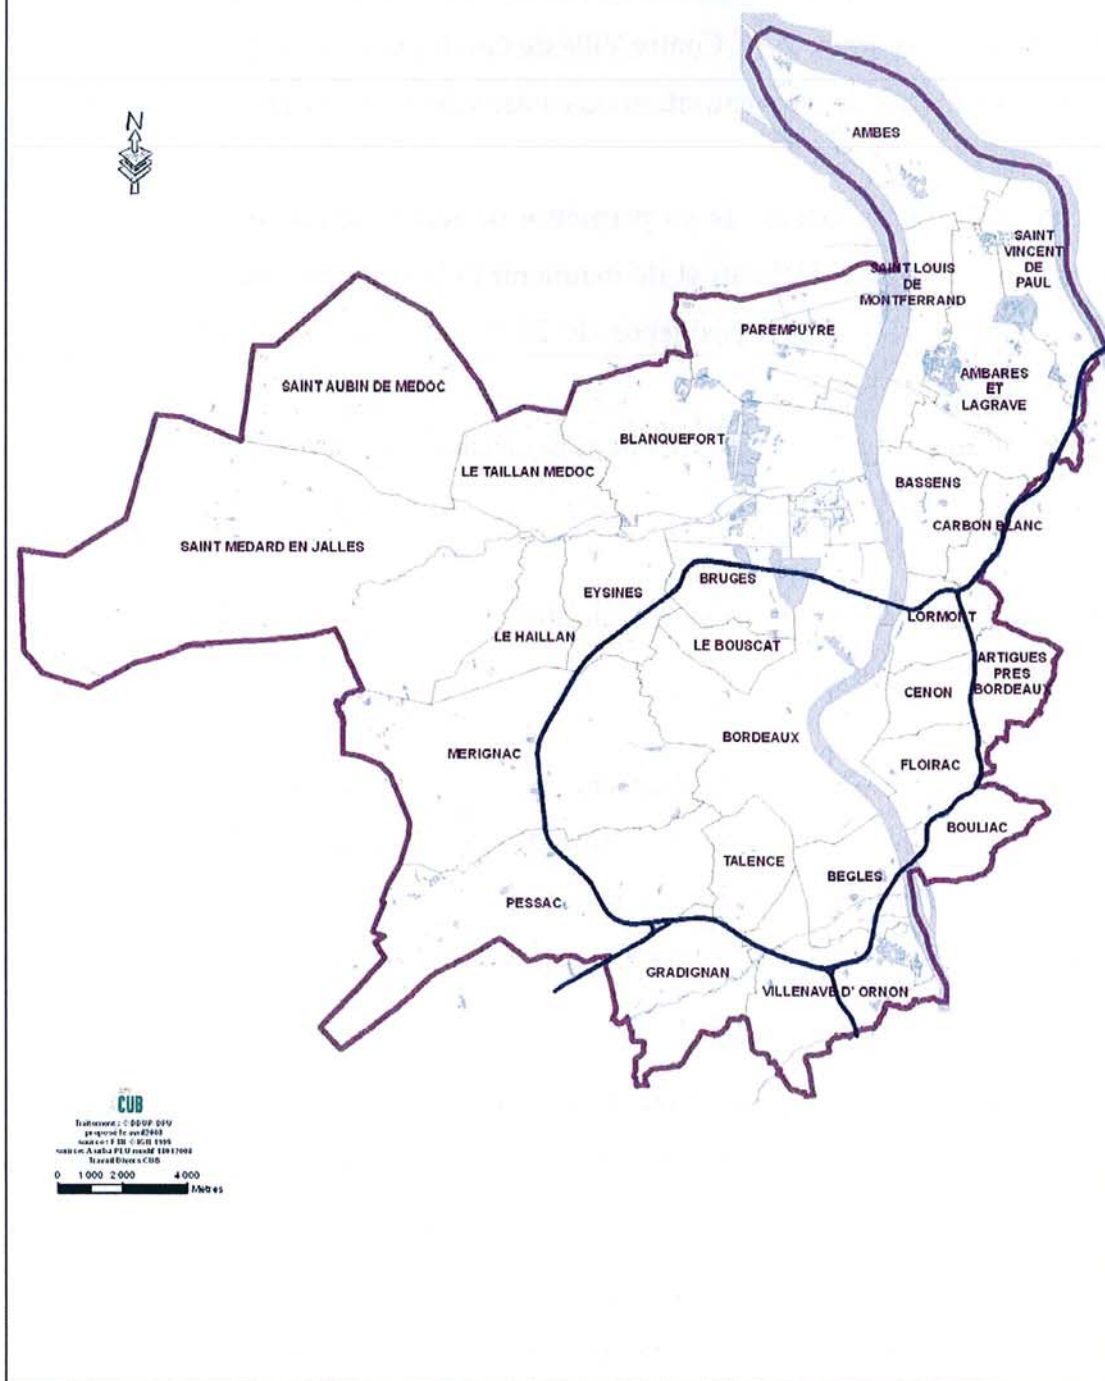 N
AMBES
SAINT
VINCENT
DE
PAUL
SAINT LOUIS
DE
MONTFERRAND
PAREMPUYRE
AMBARES
ET
LAGRAVE
SAINT AUBIN DE MEDOC
BLANQUEFORT
LE TAILLAN MEDOC
BASSENS
CARBON BLANC
SAINT MEDARD EN JALLES
BRUGES
EYSINES
LORMONT
LE HAILLAN
LE BOUSCAT
ARTIGUES
PRES
BORDEAUX
CENON
BORDEAUX
MERIGNAC
FLOIRAC
BOULIAC
TALENCE
BEGLES
PESSAC
GRADIGNAN
VILLENAVE D' ORNON
CUB
0 1 000 2 000 4 000
Mètres